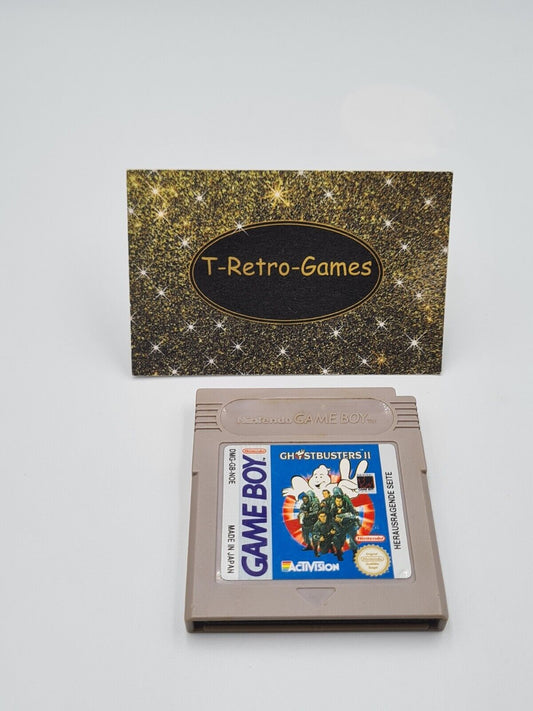 T-Retro-Games
Nintendo GAME BOY TM
DMG-GB-NOE
MADE IN JAPAN
Nintendo
GAME BOY
GHOSTBUSTERS II
HERAUSRAGENDE SEITE
Nintendo
ACTIVISION